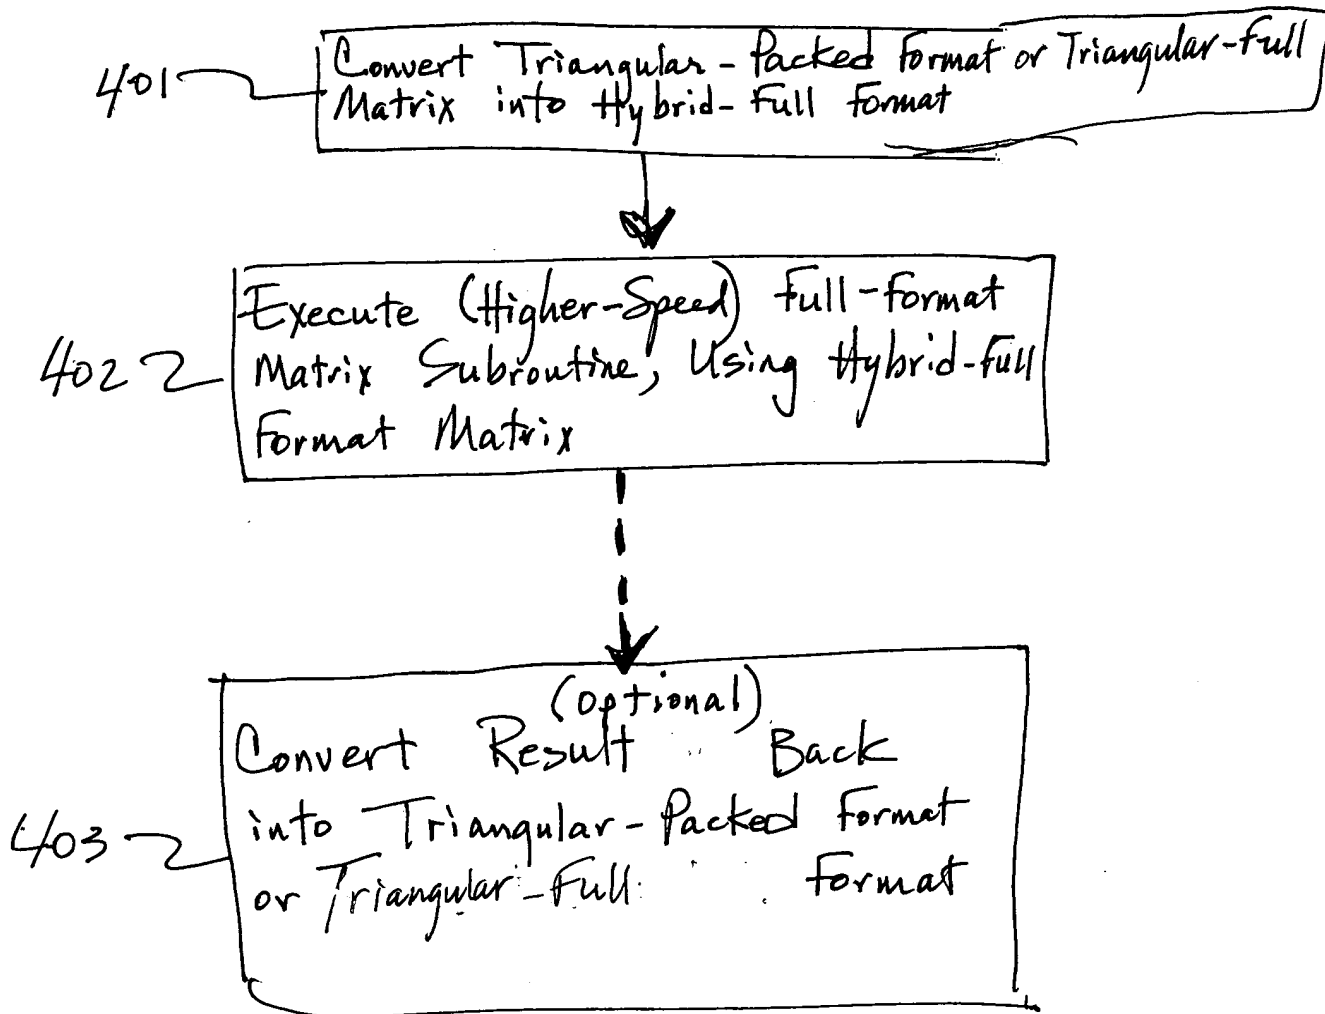 401
Convert Triangular-Packed Format or Triangular-Full
Matrix into Hybrid-Full Format
402
Execute (Higher-Speed) Full-Format
Matrix Subroutine, Using Hybrid-Full
Format Matrix
(Optional)
Convert Result Back
403
into Triangular-Packed Format
or Triangular-Full Format